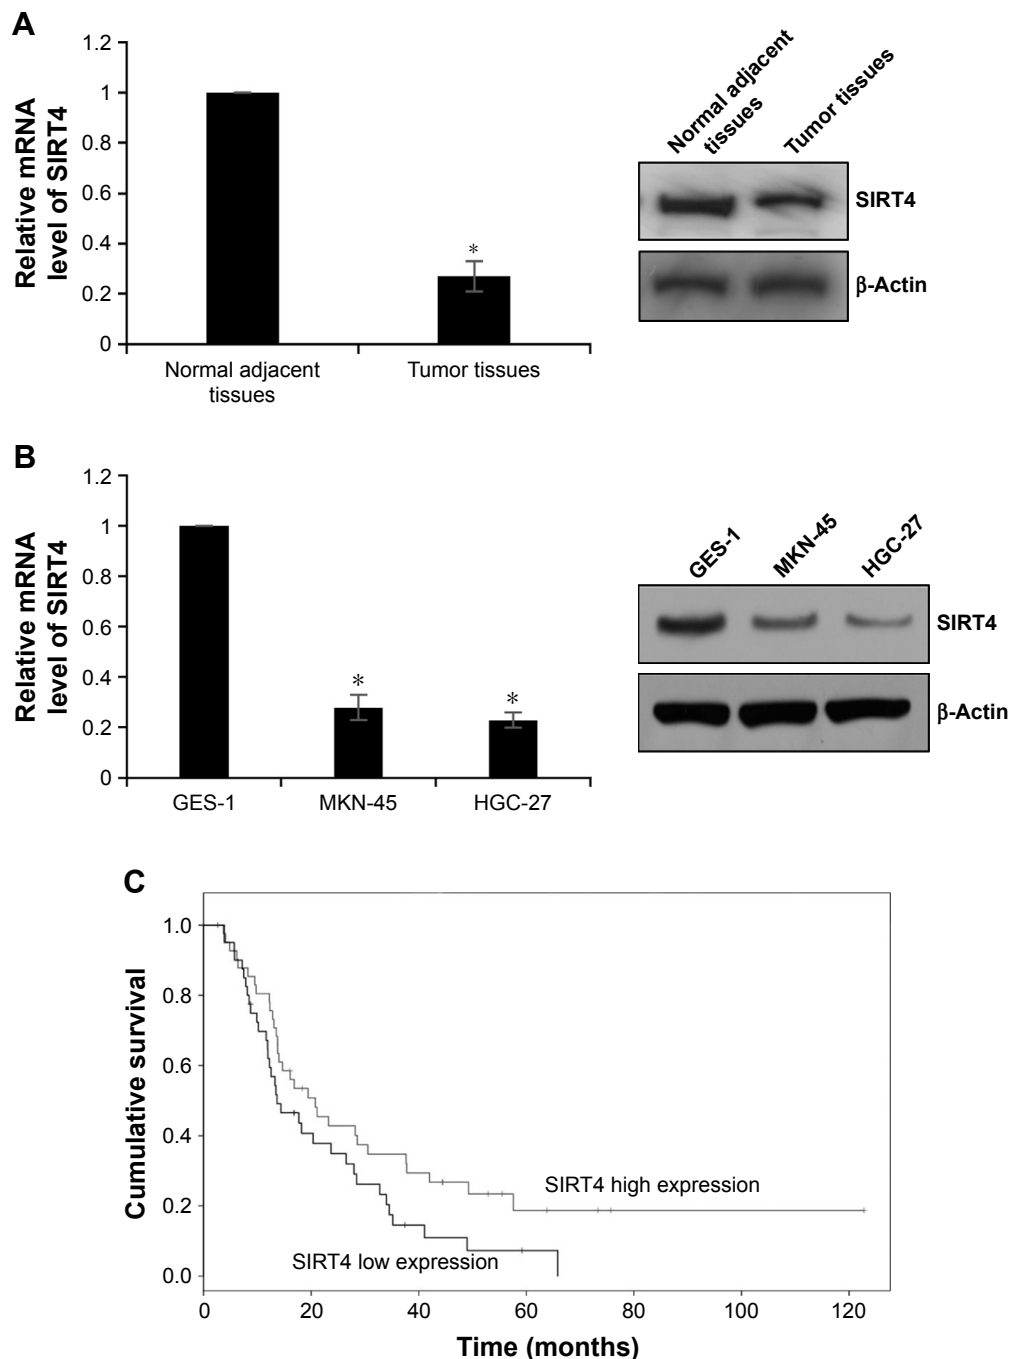 A
Relative mRNA
level of SIRT4
1.2
1
0.8
0.6
0.4
0.2
0
*
Normal adjacent
tissues
Tumor tissues
Normal adjacent
tissues
Tumor tissues
SIRT4
β-Actin
B
Relative mRNA
level of SIRT4
1.2
1
0.8
0.6
0.4
0.2
0
*
*
GES-1
MKN-45
HGC-27
GES-1
MKN-45
HGC-27
SIRT4
β-Actin
C
Cumulative survival
1.0
0.8
0.6
0.4
0.2
0.0
SIRT4 high expression
SIRT4 low expression
0
20
40
60
80
100
120
Time (months)